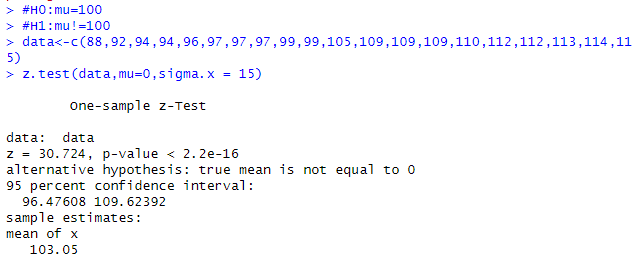 > #H0:mu=100
> #H1:mu!=100
> data<-c(88,92,94,94,96,97,97,97,99,99,105,109,109,109,110,112,112,113,114,11
5)
> z.test(data,mu=0,sigma.x = 15)
One-sample z-Test
data:  data
z = 30.724, p-value < 2.2e-16
alternative hypothesis: true mean is not equal to 0
95 percent confidence interval:
96.47608 109.62392
sample estimates:
mean of x
103.05